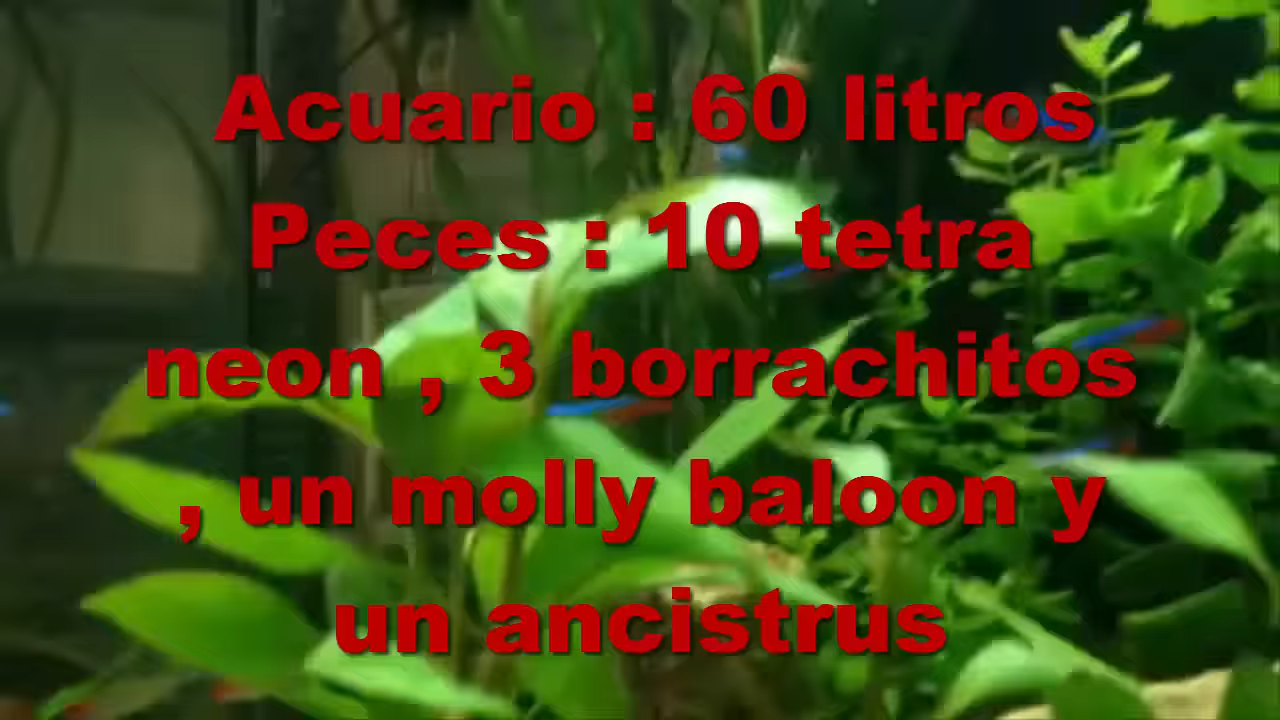 Acuario : 60 litros
Peces : 10 tetra
neon , 3 borrachitos
, un molly baloon y
un ancistrus